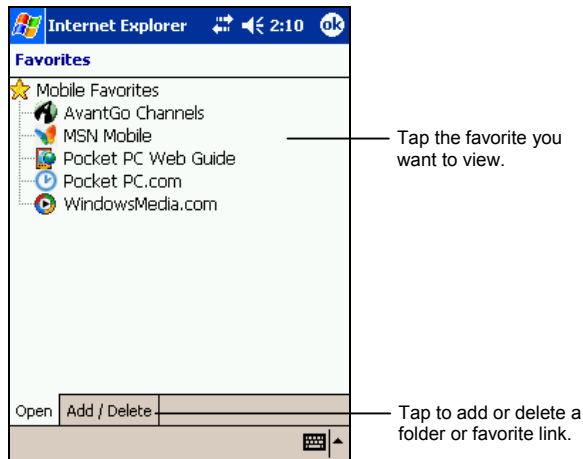 Internet Explorer 2:10 ok
Favorites
Mobile Favorites
AvantGo Channels
MSN Mobile
Pocket PC Web Guide
Pocket PC.com
WindowsMedia.com
Tap the favorite you
want to view.
Open Add / Delete
Tap to add or delete a
folder or favorite link.